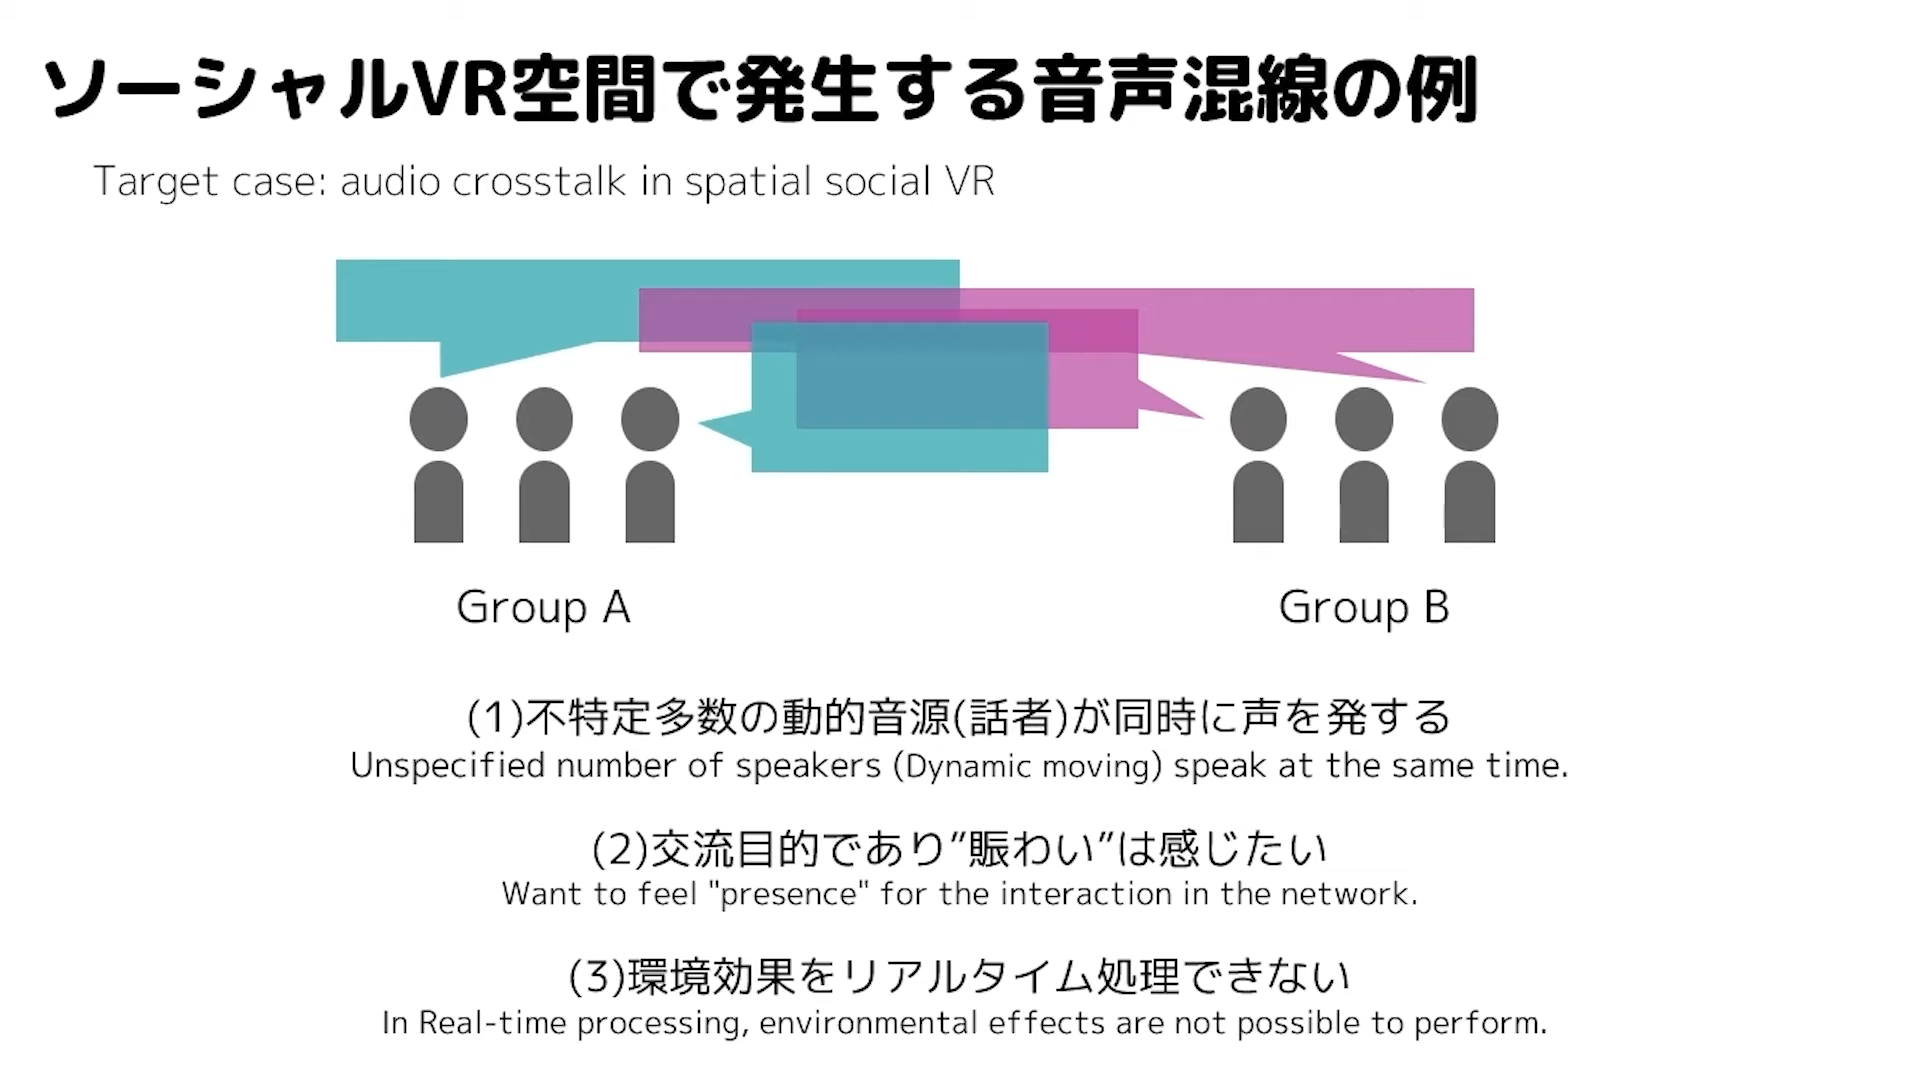 ソーシャルVR空間で発生する音声混線の例
Target case: audio crosstalk in spatial social VR
Group A
Group B
(1)不特定多数の動的音源(話者)が同時に声を発する
Unspecified number of speakers (Dynamic moving) speak at the same time.
(2)交流目的であり”賑わい”は感じたい
Want to feel "presence" for the interaction in the network.
(3)環境効果をリアルタイム処理できない
In Real-time processing, environmental effects are not possible to perform.